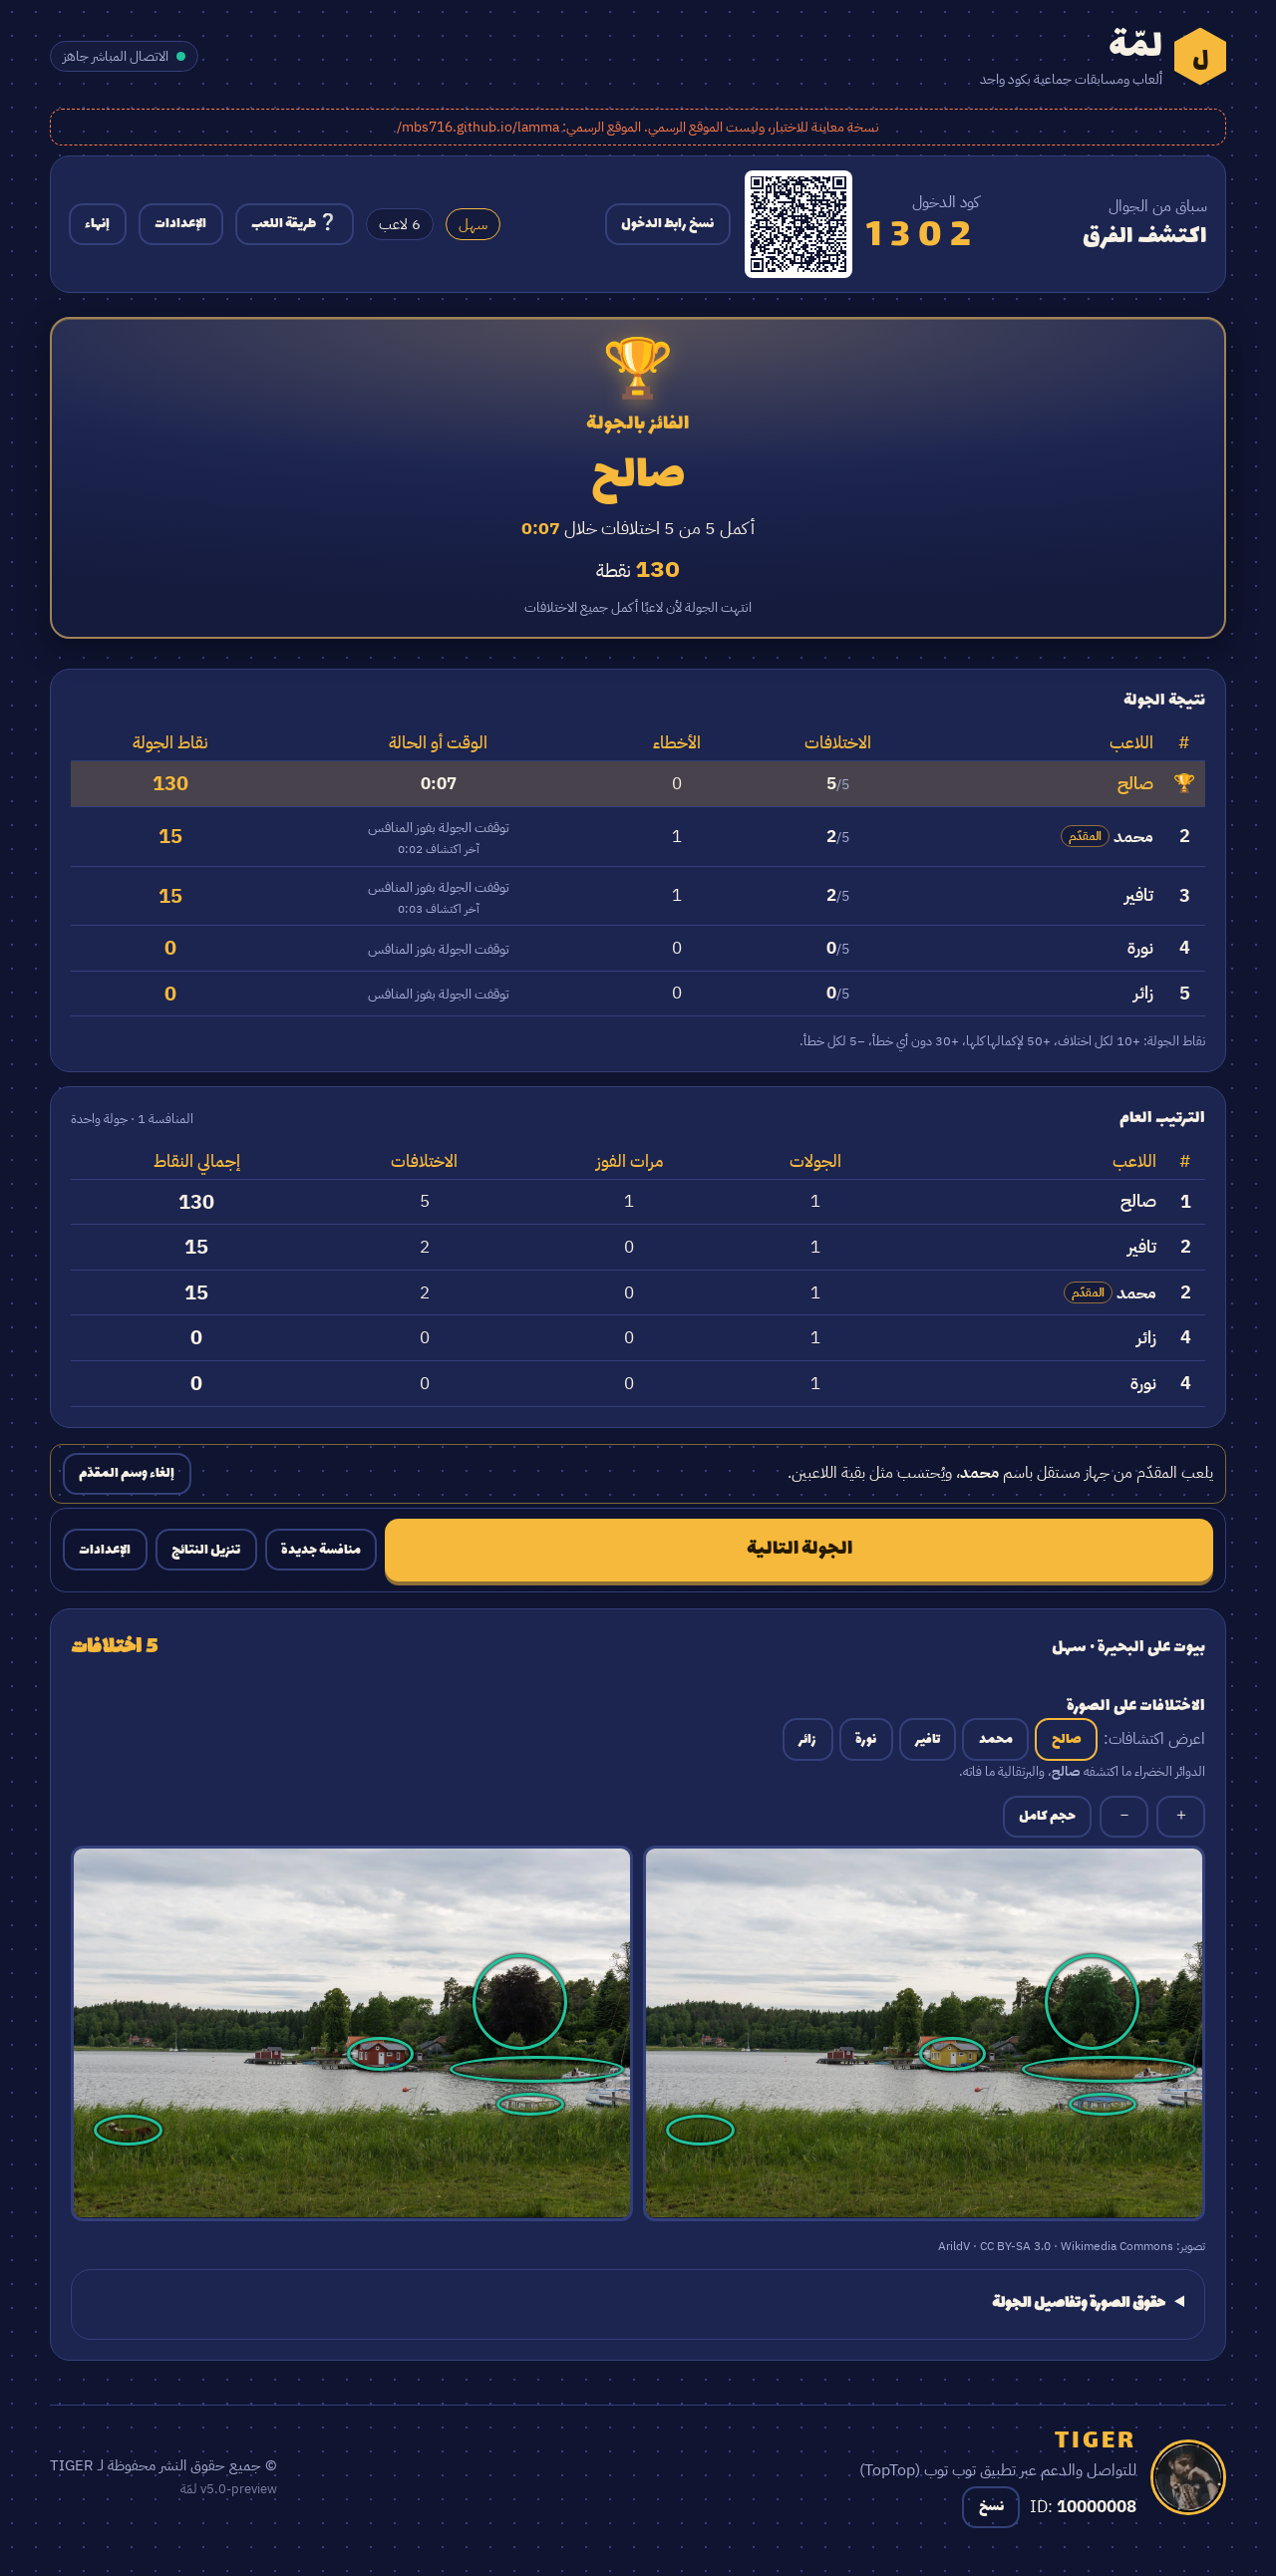 ل
لمّة
ألعاب ومسابقات جماعية بكود واحد
الاتصال المباشر جاهز
نسخة معاينة للاختبار، وليست الموقع الرسمي. الموقع الرسمي: mbs716.github.io/lamma/
سباق من الجوال
اكتشف الفرق
كود الدخول
1302
نسخ رابط الدخول
سهل
6 لاعب
❔ طريقة اللعب
الإعدادات
إنهاء
الفائز بالجولة
صالح
أكمل 5 من 5 اختلافات خلال 0:07
130 نقطة
انتهت الجولة لأن لاعبًا أكمل جميع الاختلافات
نتيجة الجولة
# اللاعب الاختلافات الأخطاء الوقت أو الحالة نقاط الجولة
🏆 صالح 5/5 0 0:07 130
2 محمد المقدّم 2/5 1 توقفت الجولة بفوز المنافس 15
آخر اكتشاف 0:02
3 تافير 2/5 1 توقفت الجولة بفوز المنافس 15
آخر اكتشاف 0:03
4 نورة 0/5 0 توقفت الجولة بفوز المنافس 0
5 زائر 0/5 0 توقفت الجولة بفوز المنافس 0
نقاط الجولة: +10 لكل اختلاف، +50 لإكمالها كلها، +30 دون أي خطأ، −5 لكل خطأ.
الترتيب العام
المنافسة 1 · جولة واحدة
# اللاعب الجولات مرات الفوز الاختلافات إجمالي النقاط
1 صالح 1 1 5 130
2 تافير 1 0 2 15
2 محمد المقدّم 1 0 2 15
4 زائر 1 0 0 0
4 نورة 1 0 0 0
يلعب المقدّم من جهاز مستقل باسم محمد، ويُحتسب مثل بقية اللاعبين.
إلغاء وسم المقدّم
الجولة التالية
منافسة جديدة
تنزيل النتائج
الإعدادات
بيوت على البحيرة · سهل
5 اختلافات
الاختلافات على الصورة
اعرض اكتشافات: صالح محمد تافير نورة زائر
الدوائر الخضراء ما اكتشفه صالح، والبرتقالية ما فاته.
+ − حجم كامل
تصوير: ArildV · CC BY-SA 3.0 · Wikimedia Commons
حقوق الصورة وتفاصيل الجولة
TIGER
للتواصل والدعم عبر تطبيق توب توب (TopTop)
ID: 10000008 نسخ
© جميع حقوق النشر محفوظة لـ TIGER
لمّة v5.0-preview